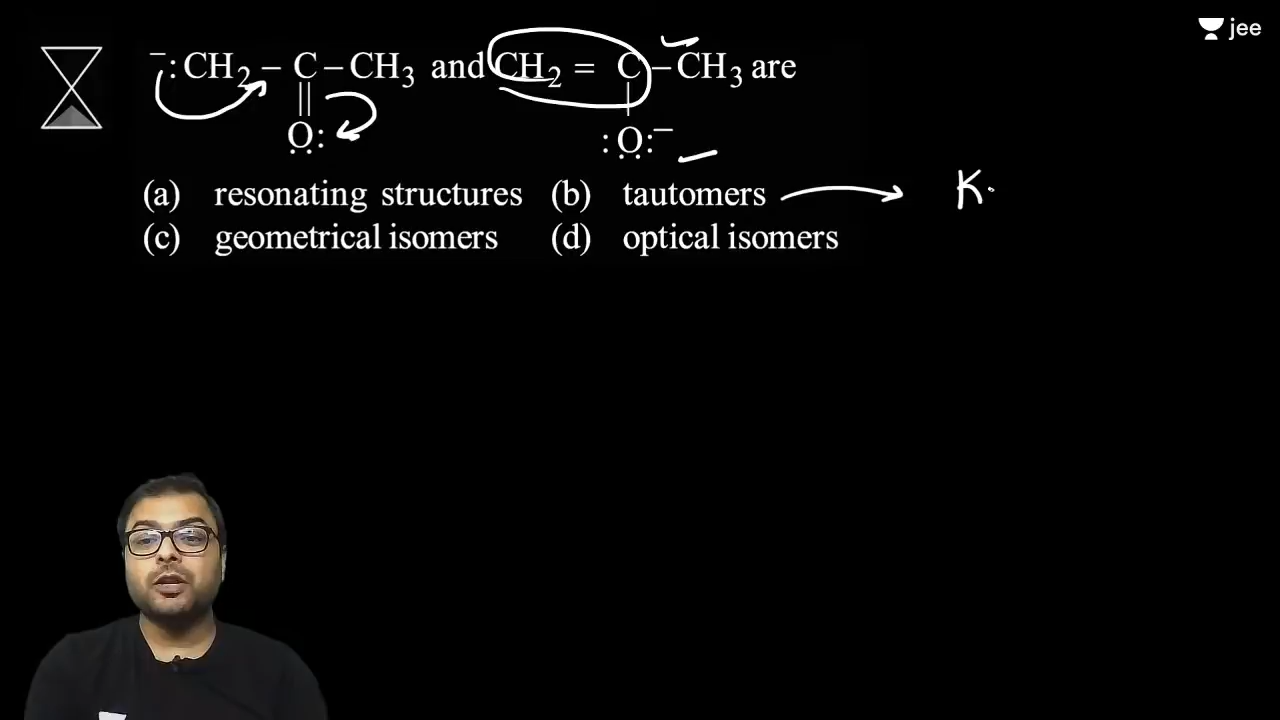 jee
⁻:CH₂ – C – CH₃ and CH₂ = C – CH₃ are
|| |
O: :O:⁻
(a) resonating structures (b) tautomers → K.
(c) geometrical isomers (d) optical isomers